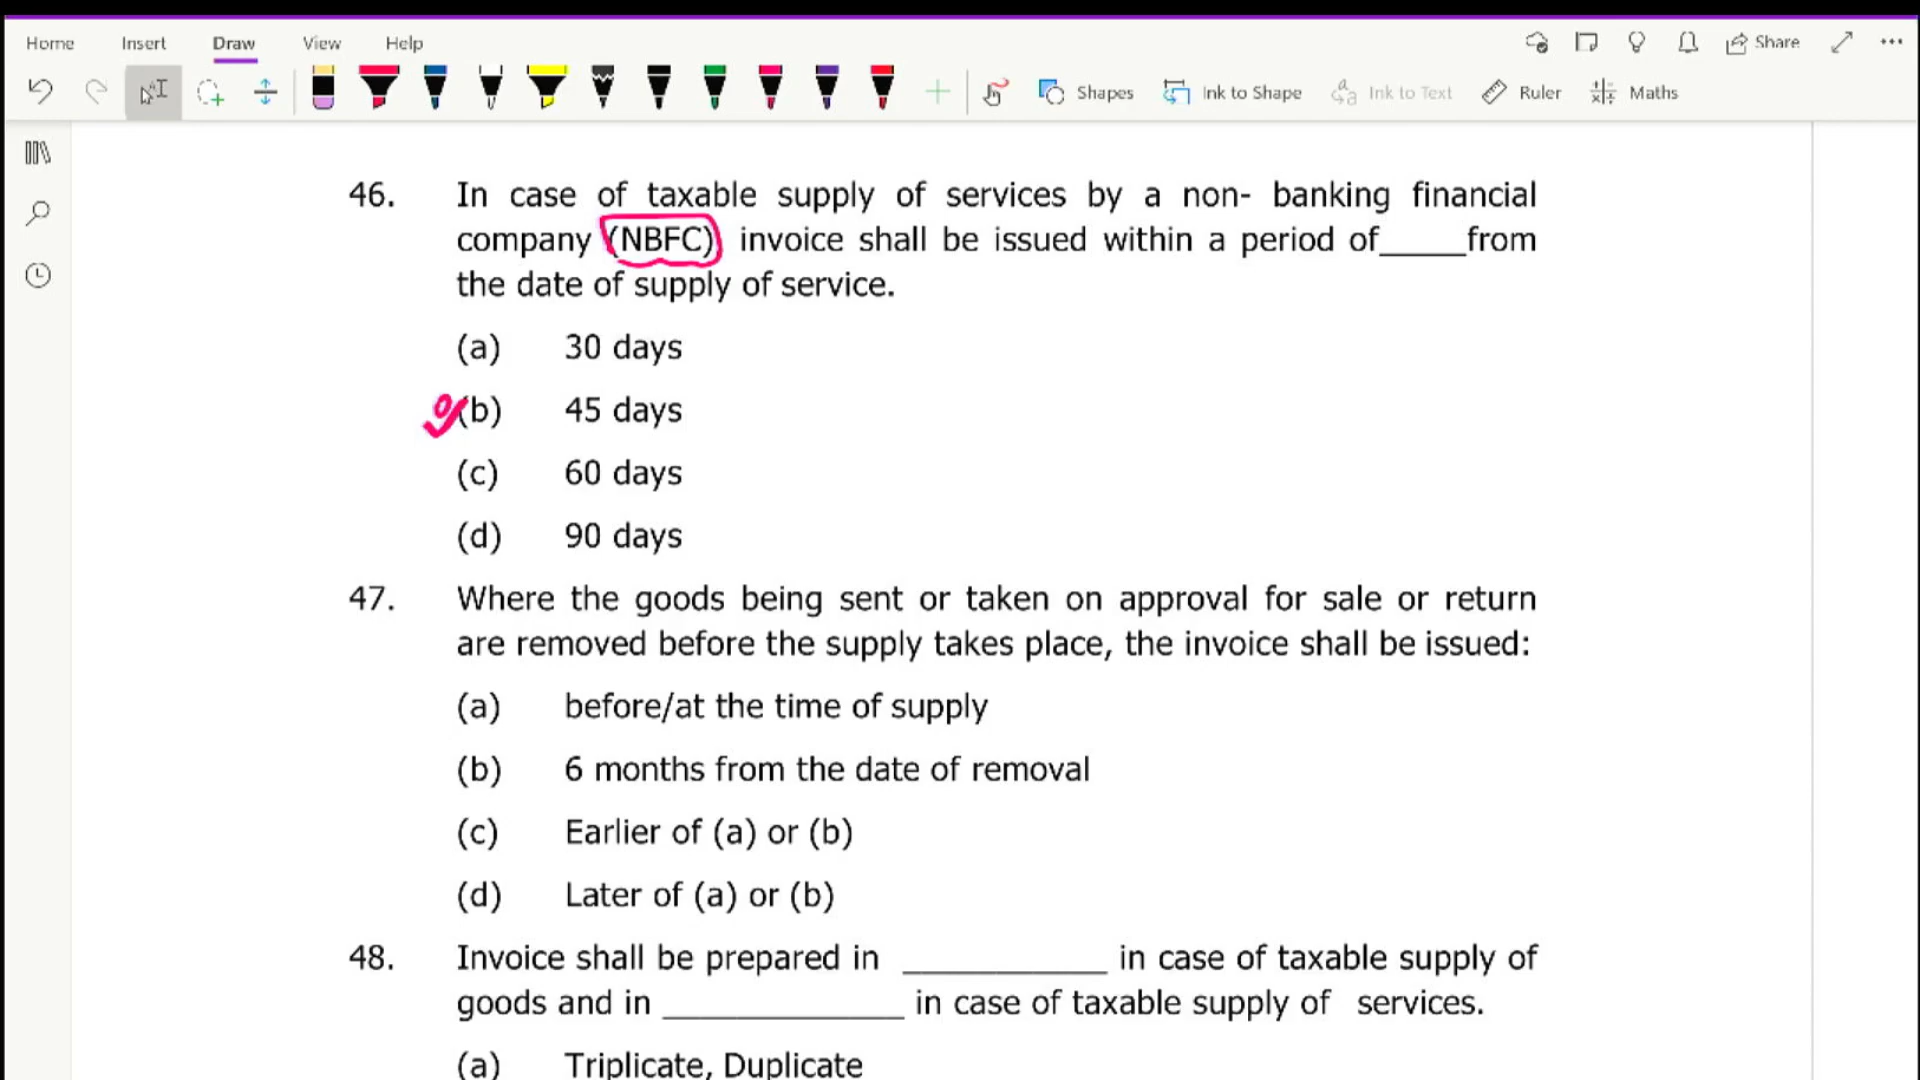 Home Insert Draw View Help Share
Shapes Ink to Shape Ink to Text Ruler Maths
46. In case of taxable supply of services by a non- banking financial
company (NBFC) invoice shall be issued within a period of_____from
the date of supply of service.
(a) 30 days
(b) 45 days
(c) 60 days
(d) 90 days
47. Where the goods being sent or taken on approval for sale or return
are removed before the supply takes place, the invoice shall be issued:
(a) before/at the time of supply
(b) 6 months from the date of removal
(c) Earlier of (a) or (b)
(d) Later of (a) or (b)
48. Invoice shall be prepared in ____________ in case of taxable supply of
goods and in ______________ in case of taxable supply of services.
(a) Triplicate, Duplicate